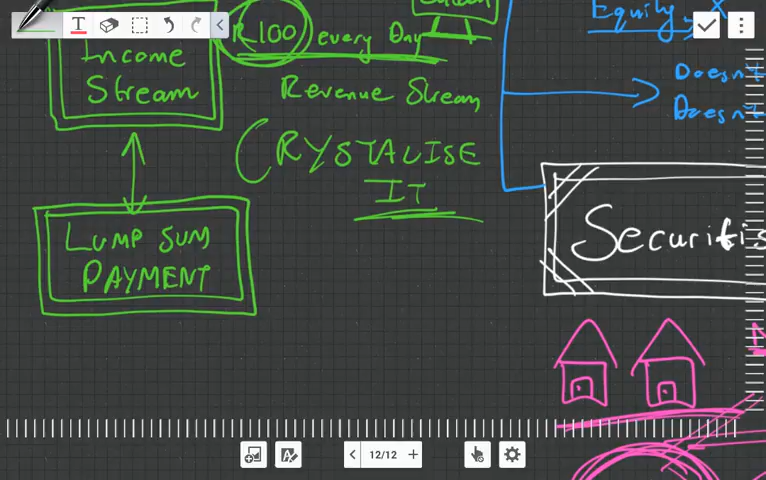 Equity X
R100 every Day
Income
Stream
Revenue Stream
Doesn't
Doesn't
CRYSTALISE
IT
LUMP SUM
PAYMENT
Securitis
T
12/12